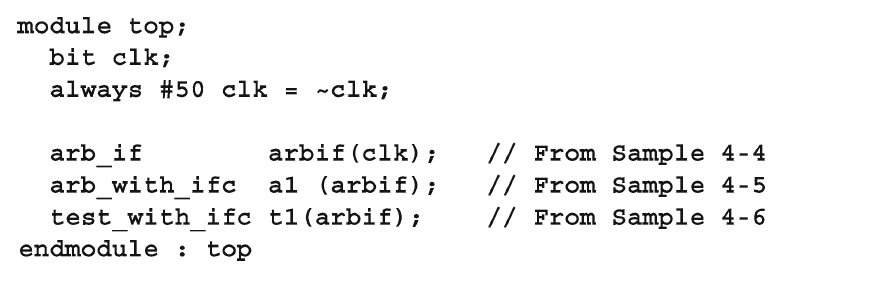 module top;
  bit clk;
  always #50 clk = ~clk;

  arb_if        arbif(clk);   // From Sample 4-4
  arb_with_ifc  a1 (arbif);   // From Sample 4-5
  test_with_ifc t1(arbif);    // From Sample 4-6
endmodule : top